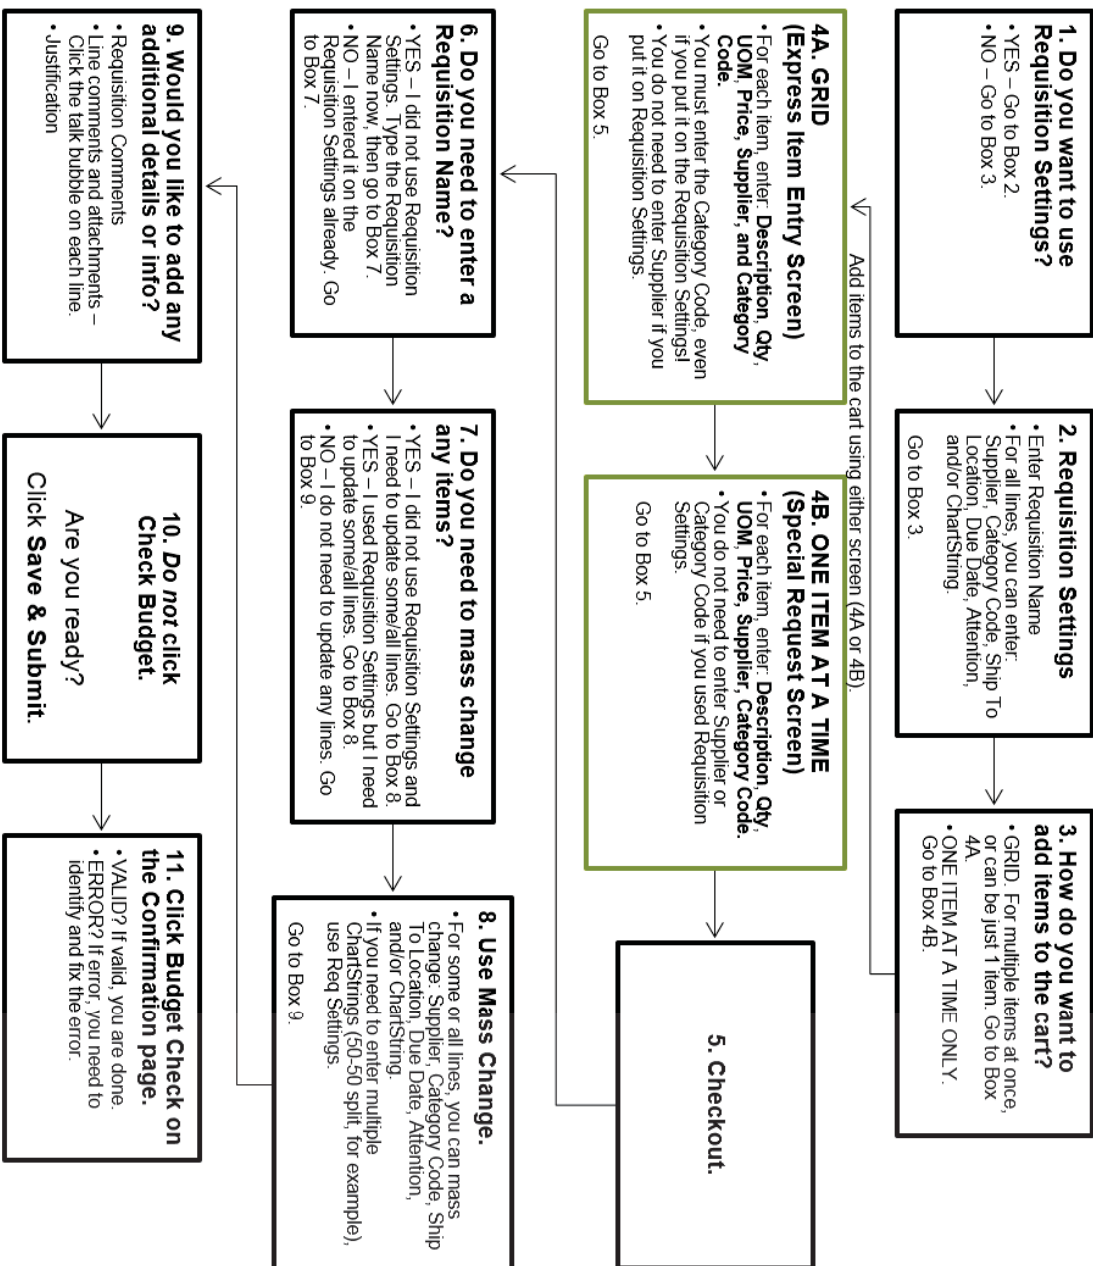 1. Do you want to use
Requisition Settings?
• YES – Go to Box 2.
• NO – Go to Box 3.
2. Requisition Settings
• Enter Requisition Name
• For all lines, you can enter:
Supplier, Category Code, Ship To
Location, Due Date, Attention,
and/or ChartString.
Go to Box 3.
3. How do you want to
add items to the cart?
• GRID. For multiple items at once,
or can be just 1 item. Go to Box
4A.
• ONE ITEM AT A TIME ONLY.
Go to Box 4B.
Add items to the cart using either screen (4A or 4B).
4A. GRID
(Express Item Entry Screen)
• For each item, enter: Description, Qty,
UOM, Price, Supplier, and Category
Code.
• You must enter the Category Code, even
if you put it on the Requisition Settings!
• You do not need to enter Supplier if you
put it on Requisition Settings.
Go to Box 5.
4B. ONE ITEM AT A TIME
(Special Request Screen)
• For each item, enter: Description, Qty,
UOM, Price, Supplier, Category Code.
• You do not need to enter Supplier or
Category Code if you used Requisition
Settings.
Go to Box 5.
5. Checkout.
6. Do you need to enter a
Requisition Name?
• YES – I did not use Requisition
Settings. Type the Requisition
Name now, then go to Box 7.
• NO – I entered it on the
Requisition Settings already. Go
to Box 7.
7. Do you need to mass change
any items?
• YES – I did not use Requisition Settings and
I need to update some/all lines. Go to Box 8.
• YES – I used Requisition Settings but I need
to update some/all lines. Go to Box 8.
• NO – I do not need to update any lines. Go
to Box 9.
8. Use Mass Change.
• For some or all lines, you can mass
change: Supplier, Category Code, Ship
To Location, Due Date, Attention,
and/or ChartString.
• If you need to enter multiple
ChartStrings (50-50 split, for example),
use Req Settings.
Go to Box 9.
9. Would you like to add any
additional details or info?
• Requisition Comments
• Line comments and attachments –
Click the talk bubble on each line.
• Justification
10. Do not click
Check Budget.
Are you ready?
Click Save & Submit.
11. Click Budget Check on
the Confirmation page.
• VALID? If valid, you are done.
• ERROR? If error, you need to
identify and fix the error.